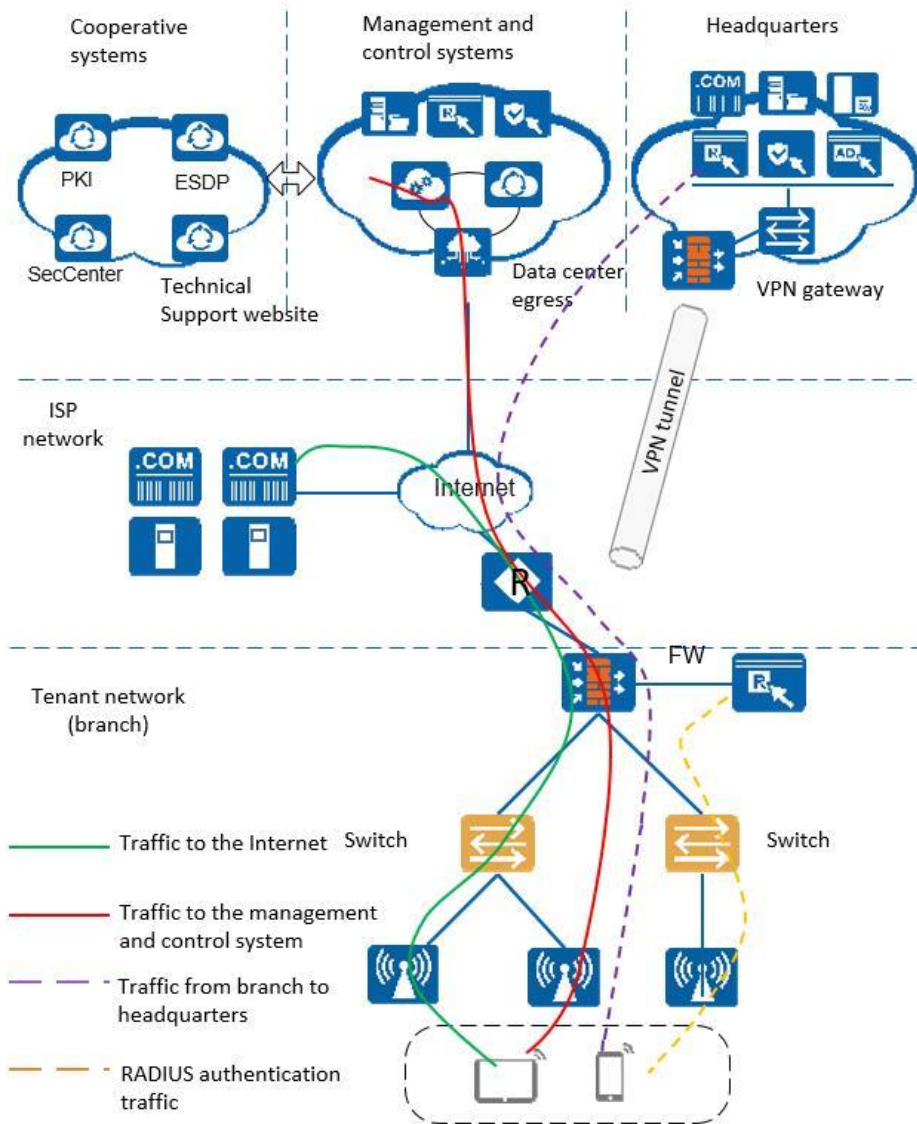 Cooperative
systems
Management and
control systems
Headquarters
.COM
R
R
AD
PKI
ESDP
SecCenter
Technical
Support website
Data center
egress
VPN gateway
VPN tunnel
ISP
network
.COM
.COM
Internet
R
FW
R
Tenant network
(branch)
Switch
Switch
Traffic to the Internet
Traffic to the management
and control system
Traffic from branch to
headquarters
RADIUS authentication
traffic